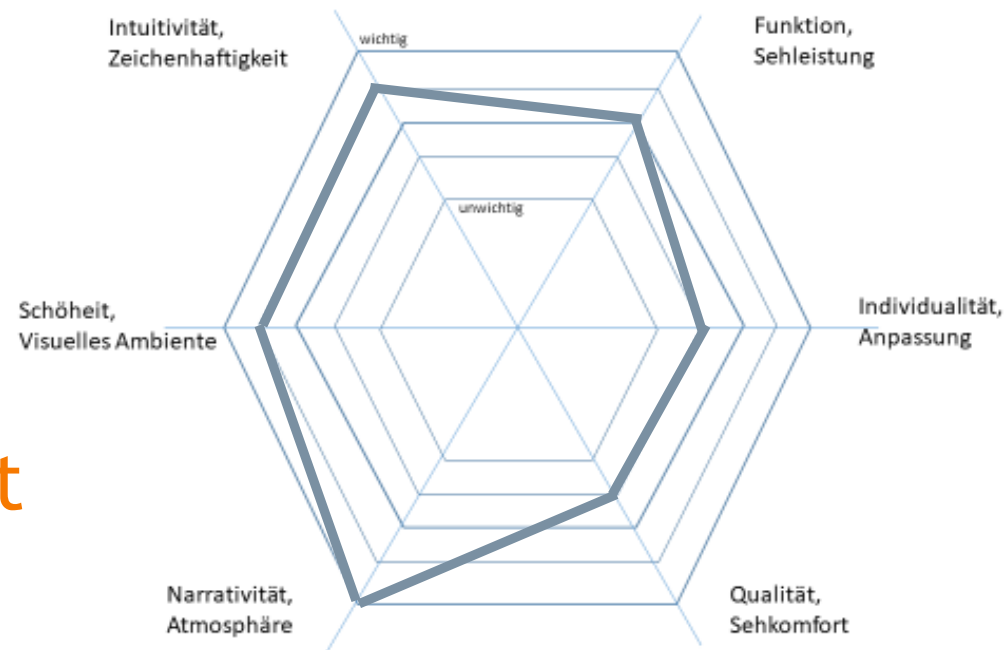 Intuitivität,
Zeichenhaftigkeit
wichtig
Funktion,
Sehleistung
unwichtig
Schöheit,
Visuelles Ambiente
Individualität,
Anpassung
t
Narrativität,
Atmosphäre
Qualität,
Sehkomfort